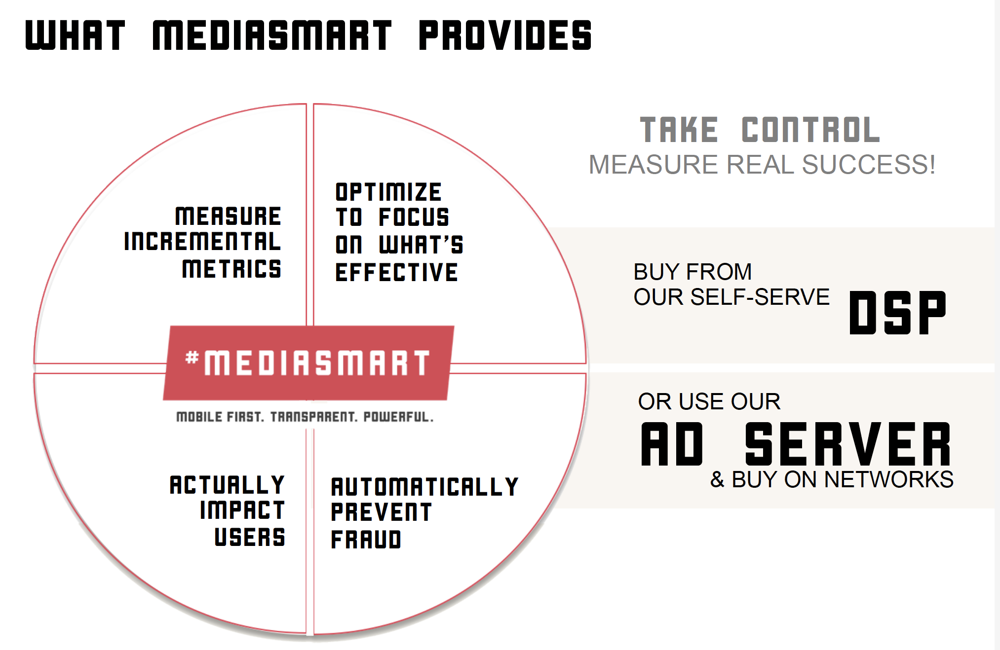 WHAT MEDIASMART PROVIDES
MEASURE
INCREMENTAL
METRICS
OPTIMIZE
TO FOCUS
ON WHAT'S
EFFECTIVE
#MEDIASMART
MOBILE FIRST. TRANSPARENT. POWERFUL.
ACTUALLY
IMPACT
USERS
AUTOMATICALLY
PREVENT
FRAUD
TAKE CONTROL
MEASURE REAL SUCCESS!
BUY FROM
OUR SELF-SERVE
DSP
OR USE OUR
AD SERVER
& BUY ON NETWORKS